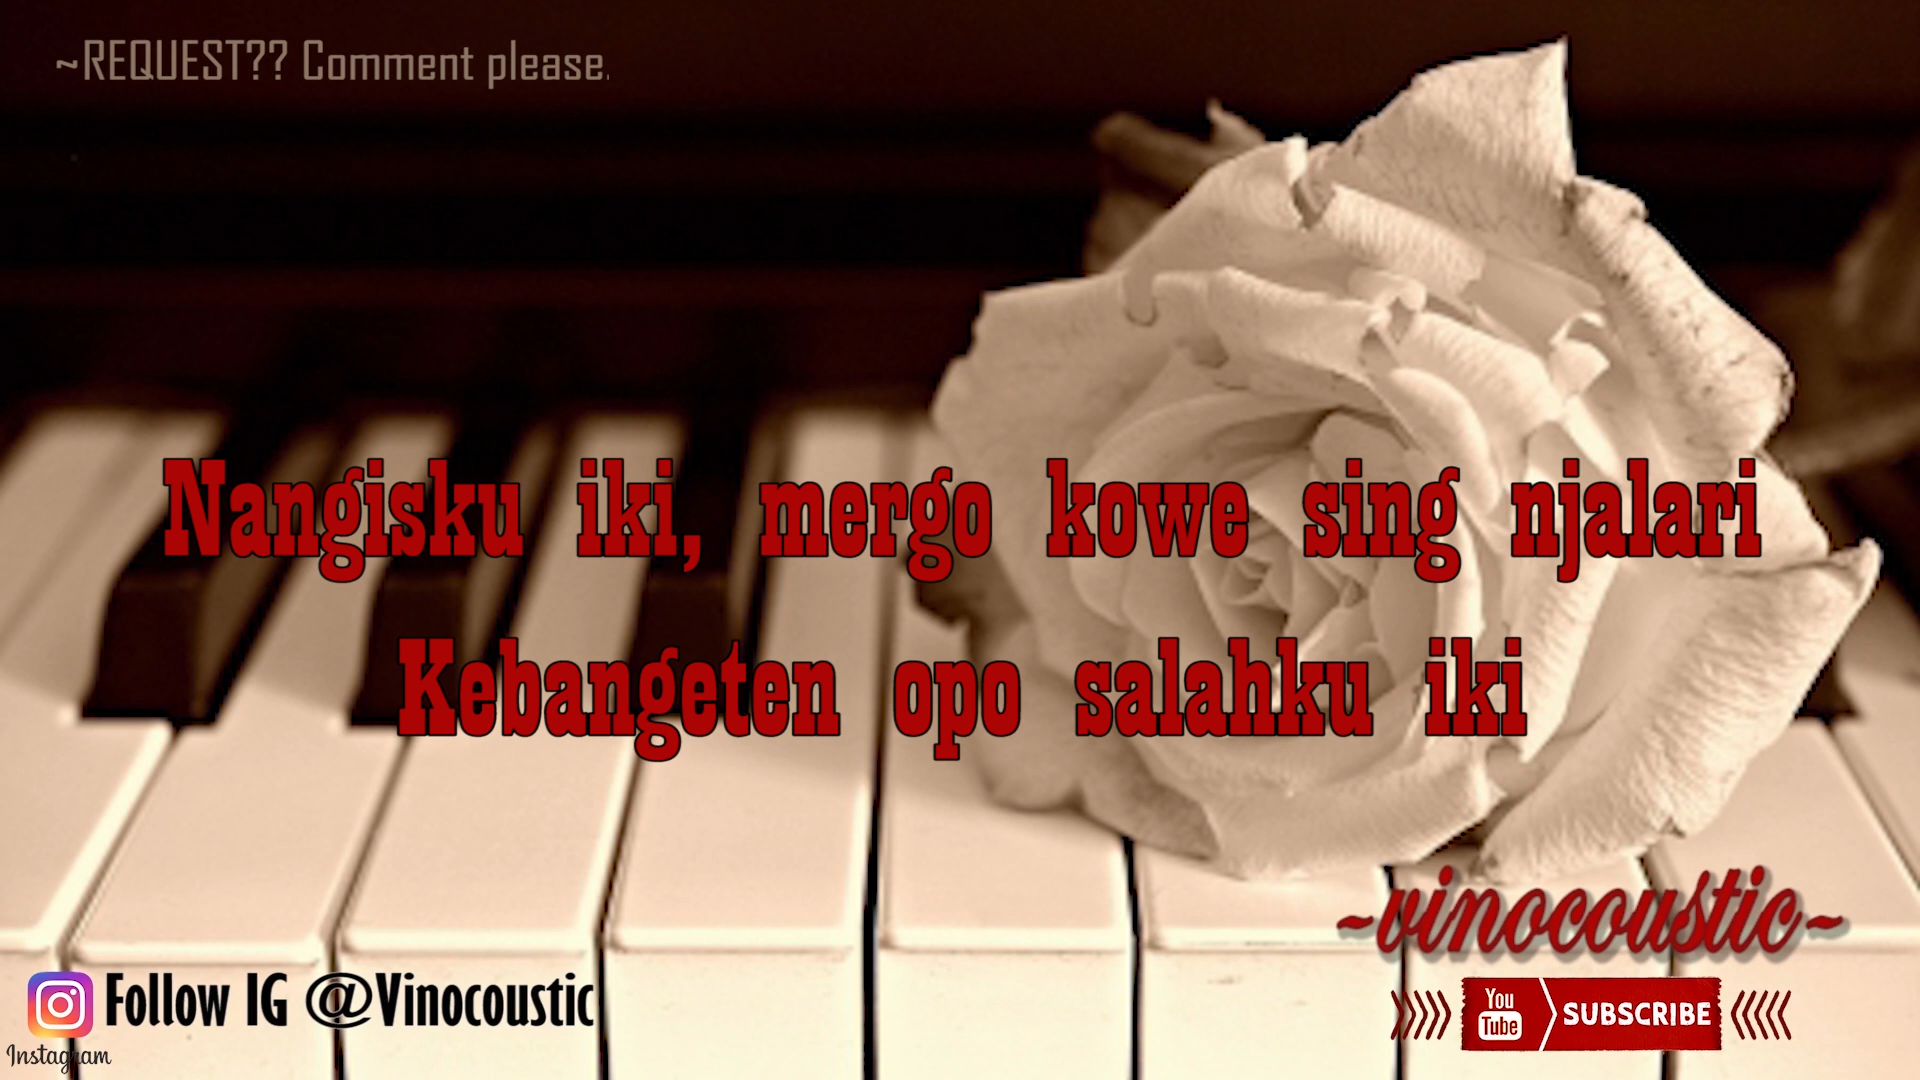 ~REQUEST?? Comment please.
Nangisku iki, mergo kowe sing njalari
Kebangeten opo salahku iki
~vinocoustic~
Follow IG @Vinocoustic
Instagram
You
Tube
SUBSCRIBE